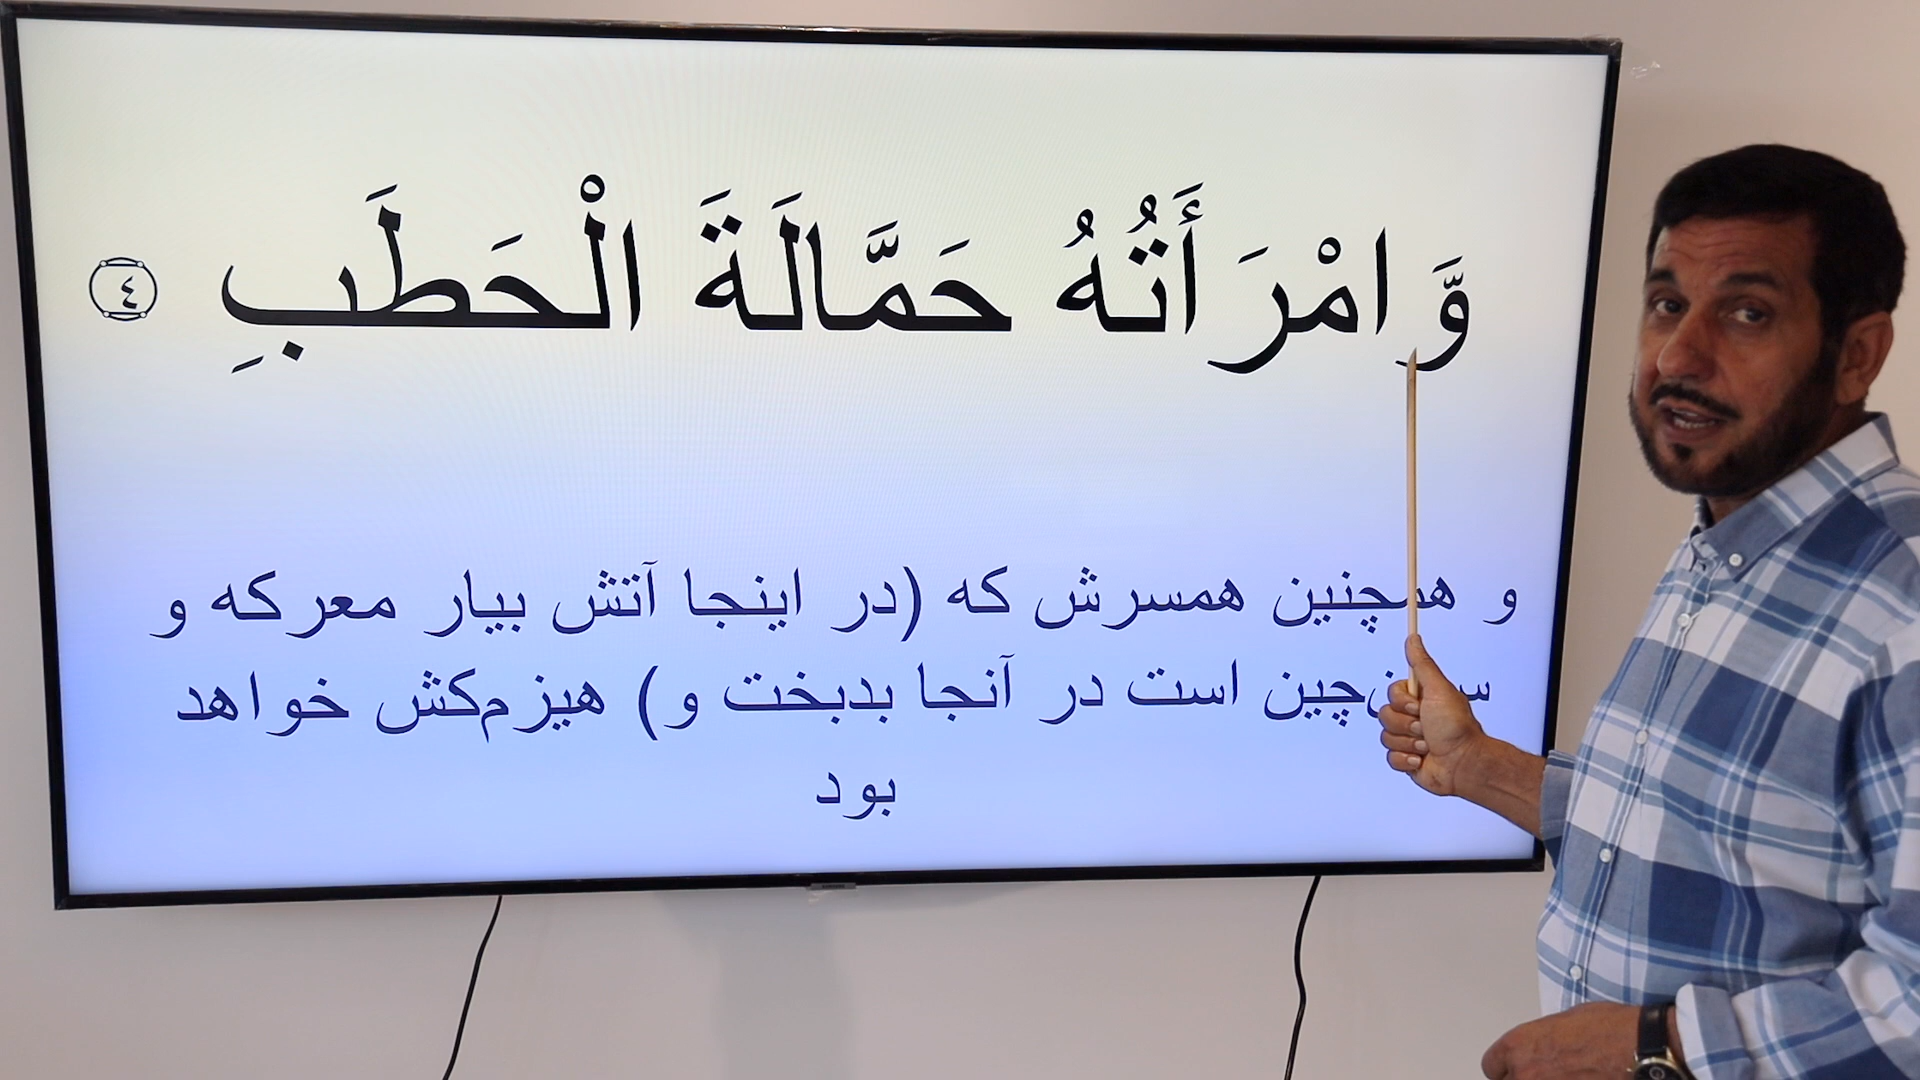 وَّ امْرَأَتُهُ حَمَّالَةَ الْحَطَبِ ٤
و همچنین همسرش که (در اینجا آتش بیار معرکه و
است در آنجا بدبخت و) هیزم‌کش خواهد
بود